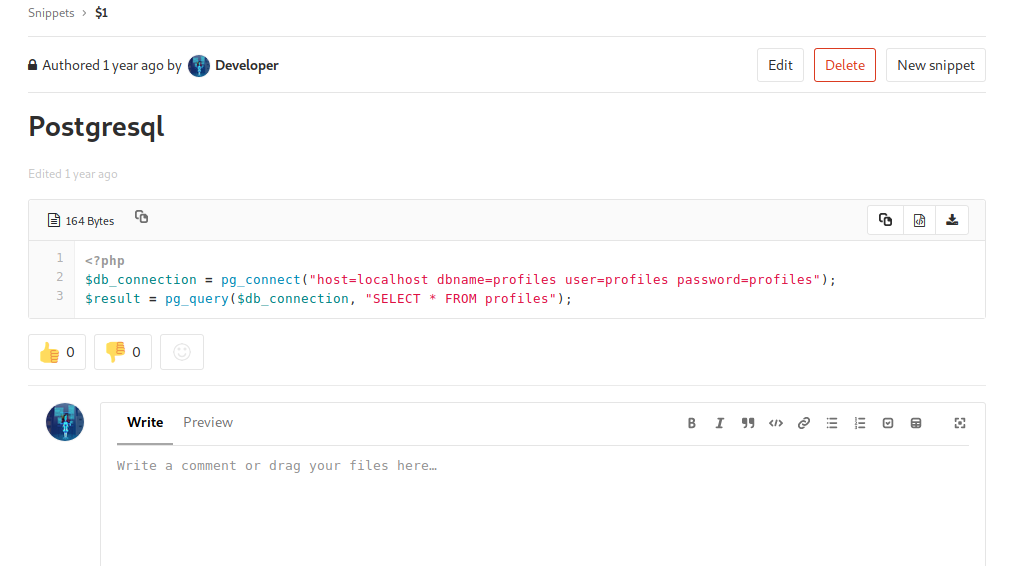 Snippets › $1
Authored 1 year ago by Developer
Edit
Delete
New snippet
Postgresql
Edited 1 year ago
164 Bytes
1 <?php
2 $db_connection = pg_connect("host=localhost dbname=profiles user=profiles password=profiles");
3 $result = pg_query($db_connection, "SELECT * FROM profiles");
0
0
Write
Preview
Write a comment or drag your files here…